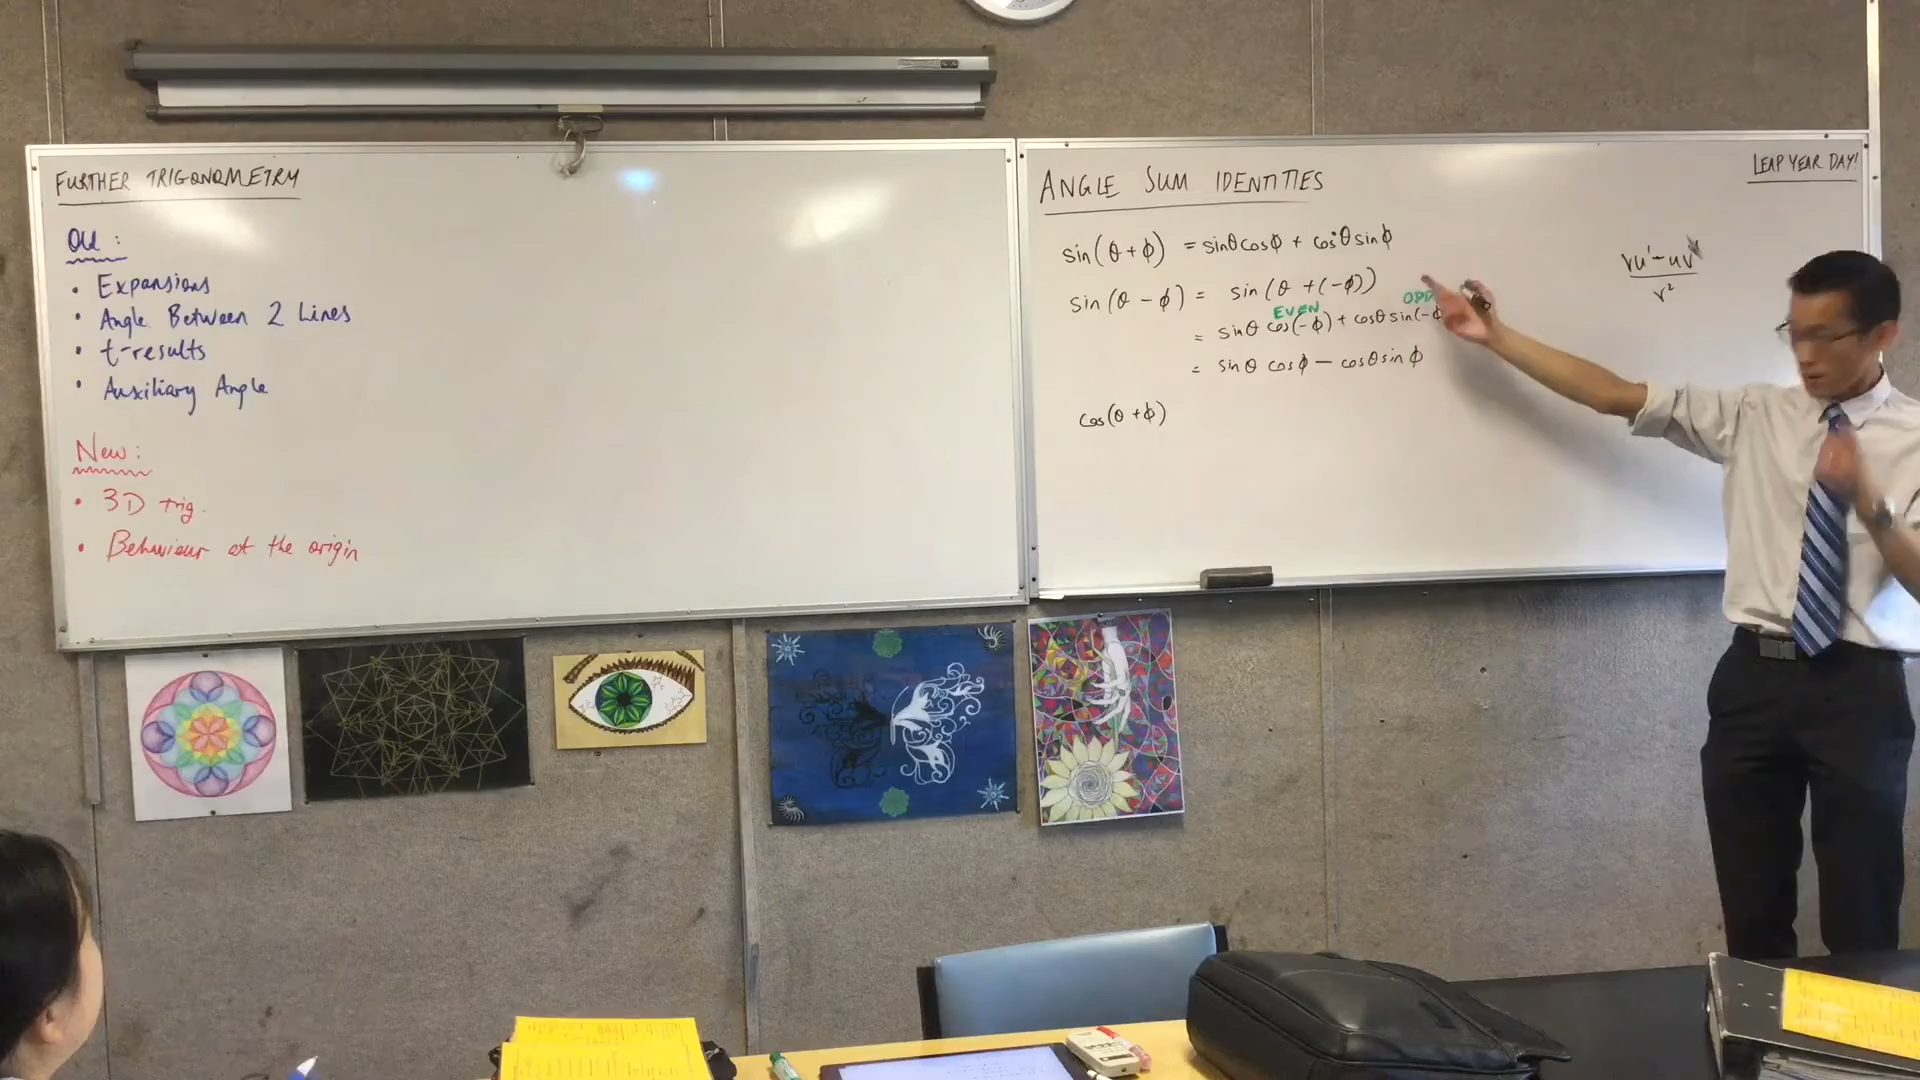 FURTHER TRIGONOMETRY
Old:
• Expansions
• Angle Between 2 Lines
• t-results
• Auxiliary Angle
New:
• 3D trig.
• Behaviour at the origin
ANGLE SUM IDENTITIES
LEAP YEAR DAY!
sin(θ+ϕ) = sinθcosϕ + cosθsinϕ
sin(θ-ϕ) = sin(θ+(-ϕ))
EVEN ODD
= sinθ cos(-ϕ) + cosθ sin(-ϕ
= sinθ cosϕ - cosθsinϕ
cos(θ+ϕ)
vu'-uv'
v²